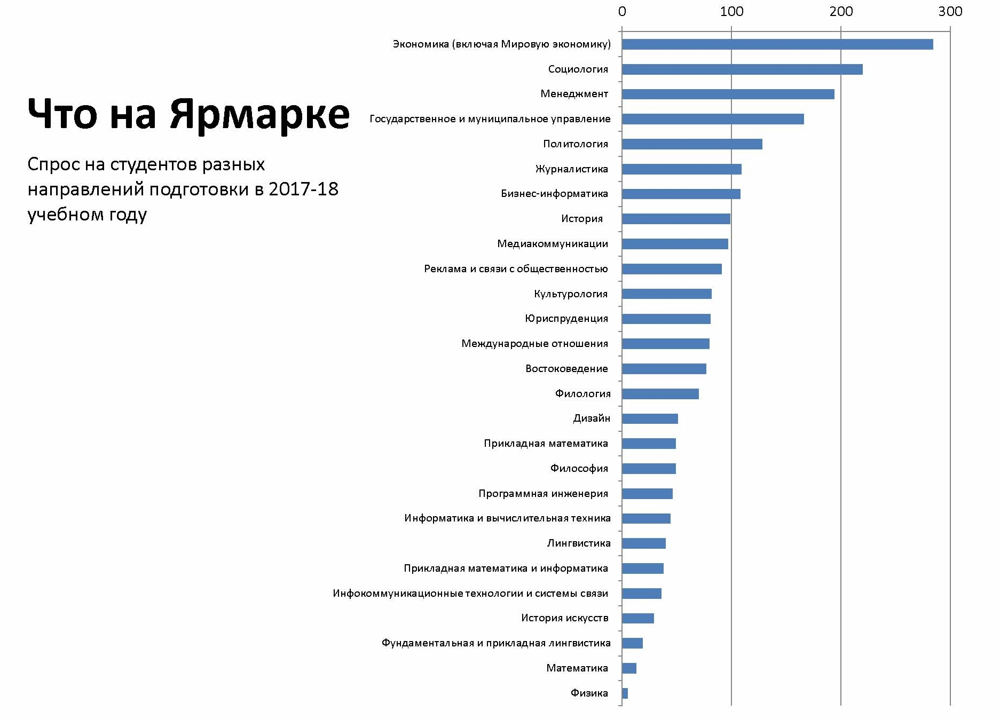 Что на Ярмарке
Спрос на студентов разных
направлений подготовки в 2017-18
учебном году
0 100 200 300
Экономика (включая Мировую экономику)
Социология
Менеджмент
Государственное и муниципальное управление
Политология
Журналистика
Бизнес-информатика
История
Медиакоммуникации
Реклама и связи с общественностью
Культурология
Юриспруденция
Международные отношения
Востоковедение
Филология
Дизайн
Прикладная математика
Философия
Программная инженерия
Информатика и вычислительная техника
Лингвистика
Прикладная математика и информатика
Инфокоммуникационные технологии и системы связи
История искусств
Фундаментальная и прикладная лингвистика
Математика
Физика